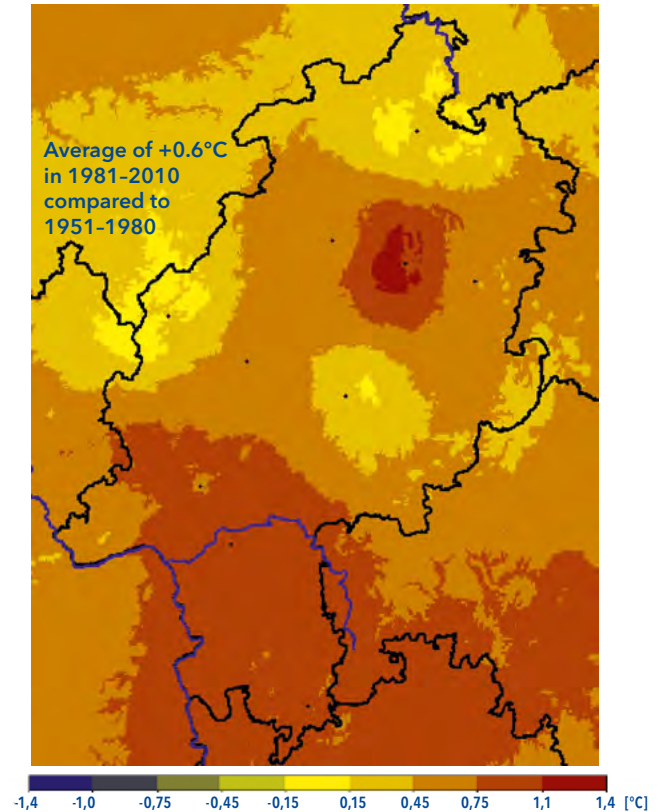 Average of +0.6°C
in 1981–2010
compared to
1951–1980
-1,4 -1,0 -0,75 -0,45 -0,15 0,15 0,45 0,75 1,1 1,4 [°C]